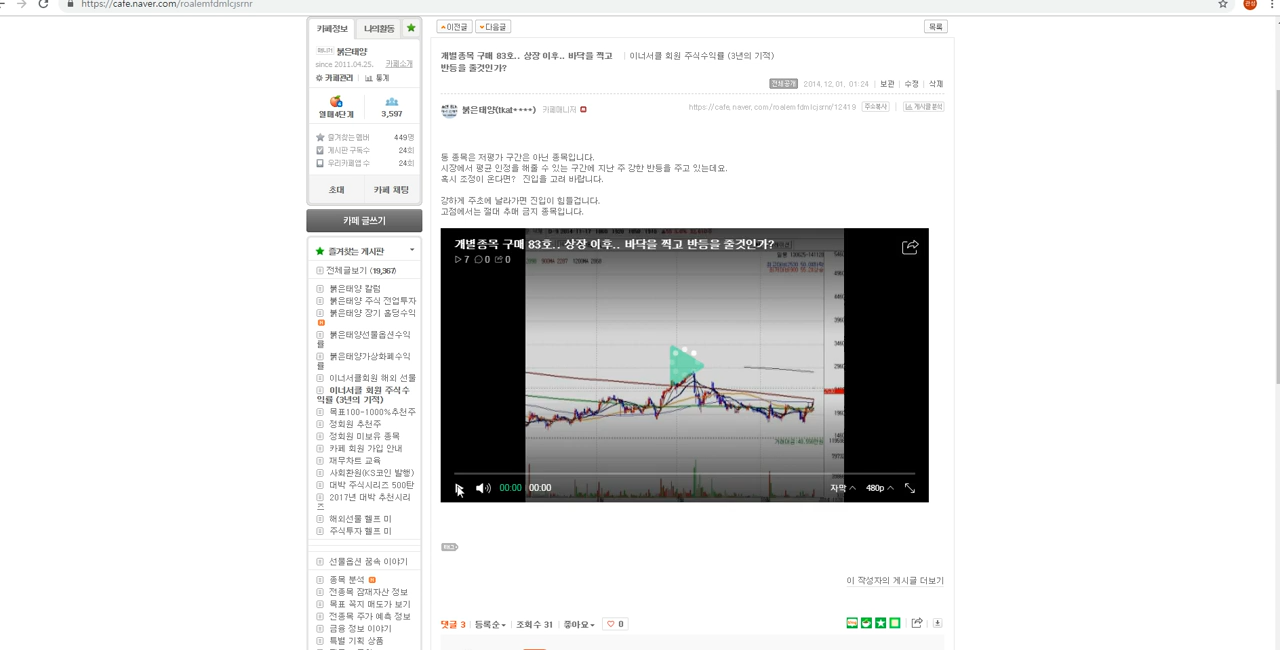 https://cafe.naver.com/roalemfdmlcjsrnr
카페정보
나의활동
붉은태양
since 2011.04.25.
카페소개
카페관리
통계
열매4단계
3,597
즐겨찾는 멤버
449명
게시판 구독수
24회
우리카페앱 수
24회
초대
카페 채팅
카페 글쓰기
즐겨찾는 게시판
전체글보기 (19,367)
붉은태양 칼럼
붉은태양 주식 전업투자
붉은태양 장기 홀딩수익
붉은태양선물옵션수익
률
붉은태양가상화폐수익
률
이너서클회원 해외 선물
이너서클 회원 주식수
익률 (3년의 기적)
목표100-1000%추천주
정회원 추천주
정회원 미보유 종목
카페 회원 가입 안내
재무차트 교육
사회환원(KS코인 발행)
대박 주식시리즈 500탄
2017년 대박 추천시리
즈
해외선물 헬프 미
주식투자 헬프 미
선물옵션 꿈속 이야기
종목 분석
전종목 잠재자산 정보
목표 꼭지 매도가 보기
전종목 주가 예측 정보
금융 정보 이야기
특별 기획 상품
이전글
다음글
목록
개별종목 구매 83호.. 상장 이후.. 바닥을 찍고
반등을 줄것인가?
이너서클 회원 주식수익률 (3년의 기적)
전체공개
2014.12.01. 01:24
보관
수정
삭제
붉은태양(tkat****)
카페매니저
https://cafe.naver.com/roalemfdmlcjsrnr/12419
주소복사
게시글 분석
동 종목은 저평가 구간은 아닌 종목입니다.
시장에서 평균 인정을 해줄 수 있는 구간에 지난 주 강한 반등을 주고 있는데요.
혹시 조정이 온다면? 진입을 고려 바랍니다.
강하게 주초에 날라가면 진입이 힘들겁니다.
고점에서는 절대 추매 금지 종목입니다.
개별종목 구매 83호.. 상장 이후.. 바닥을 찍고 반등을 줄것인가?
7
0
0
00:00
00:00
자막
480p
태그
이 작성자의 게시글 더보기
댓글 3
등록순
조회수 31
좋아요
0